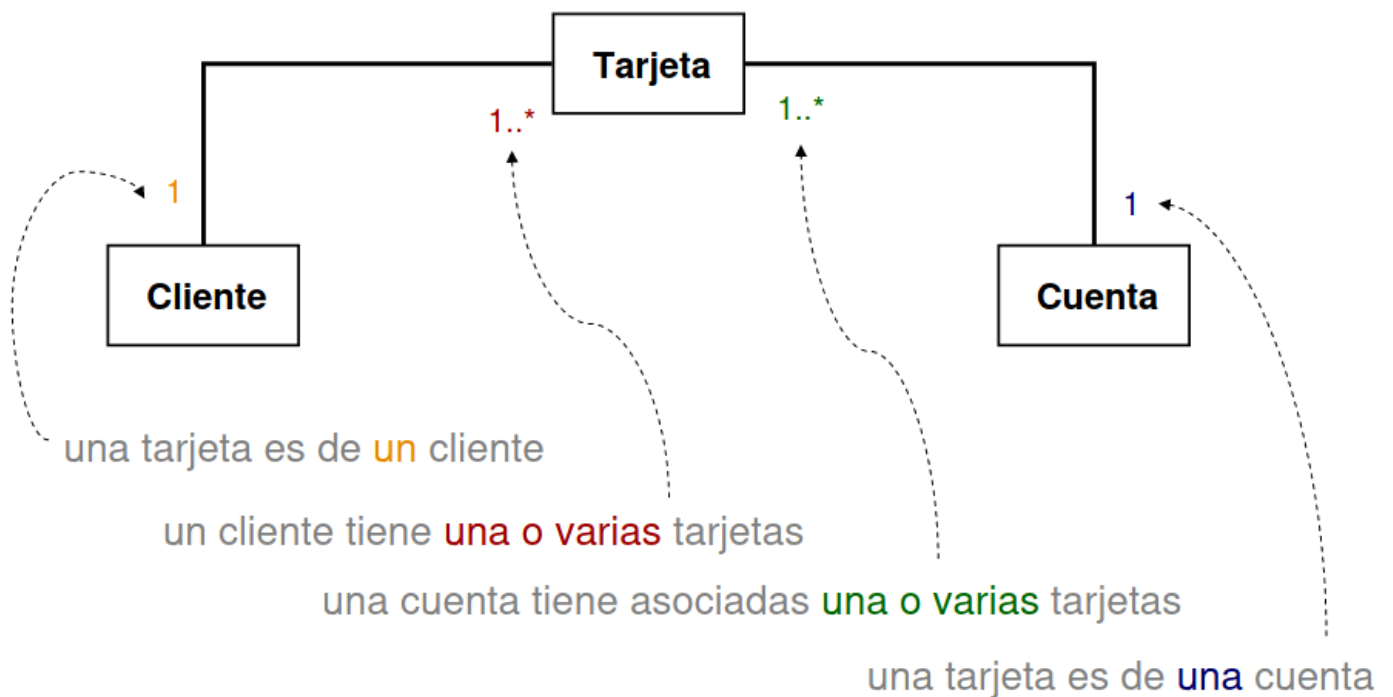 Tarjeta
1..*
1..*
1
1
Cliente
Cuenta
una tarjeta es de un cliente
un cliente tiene una o varias tarjetas
una cuenta tiene asociadas una o varias tarjetas
una tarjeta es de una cuenta